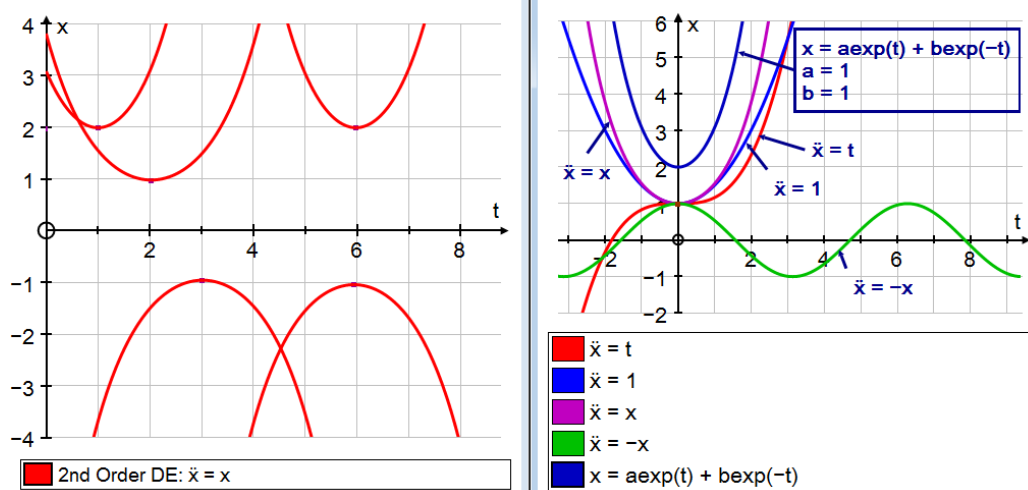 4
x
3
2
1
t
2
4
6
8
−1
−2
−3
−4
2nd Order DE: ẍ = x
6
x
5
4
3
2
1
x = aexp(t) + bexp(−t)
a = 1
b = 1
ẍ = t
ẍ = x
ẍ = 1
t
−2
2
4
6
8
−1
ẍ = −x
−2
ẍ = t
ẍ = 1
ẍ = x
ẍ = −x
x = aexp(t) + bexp(−t)